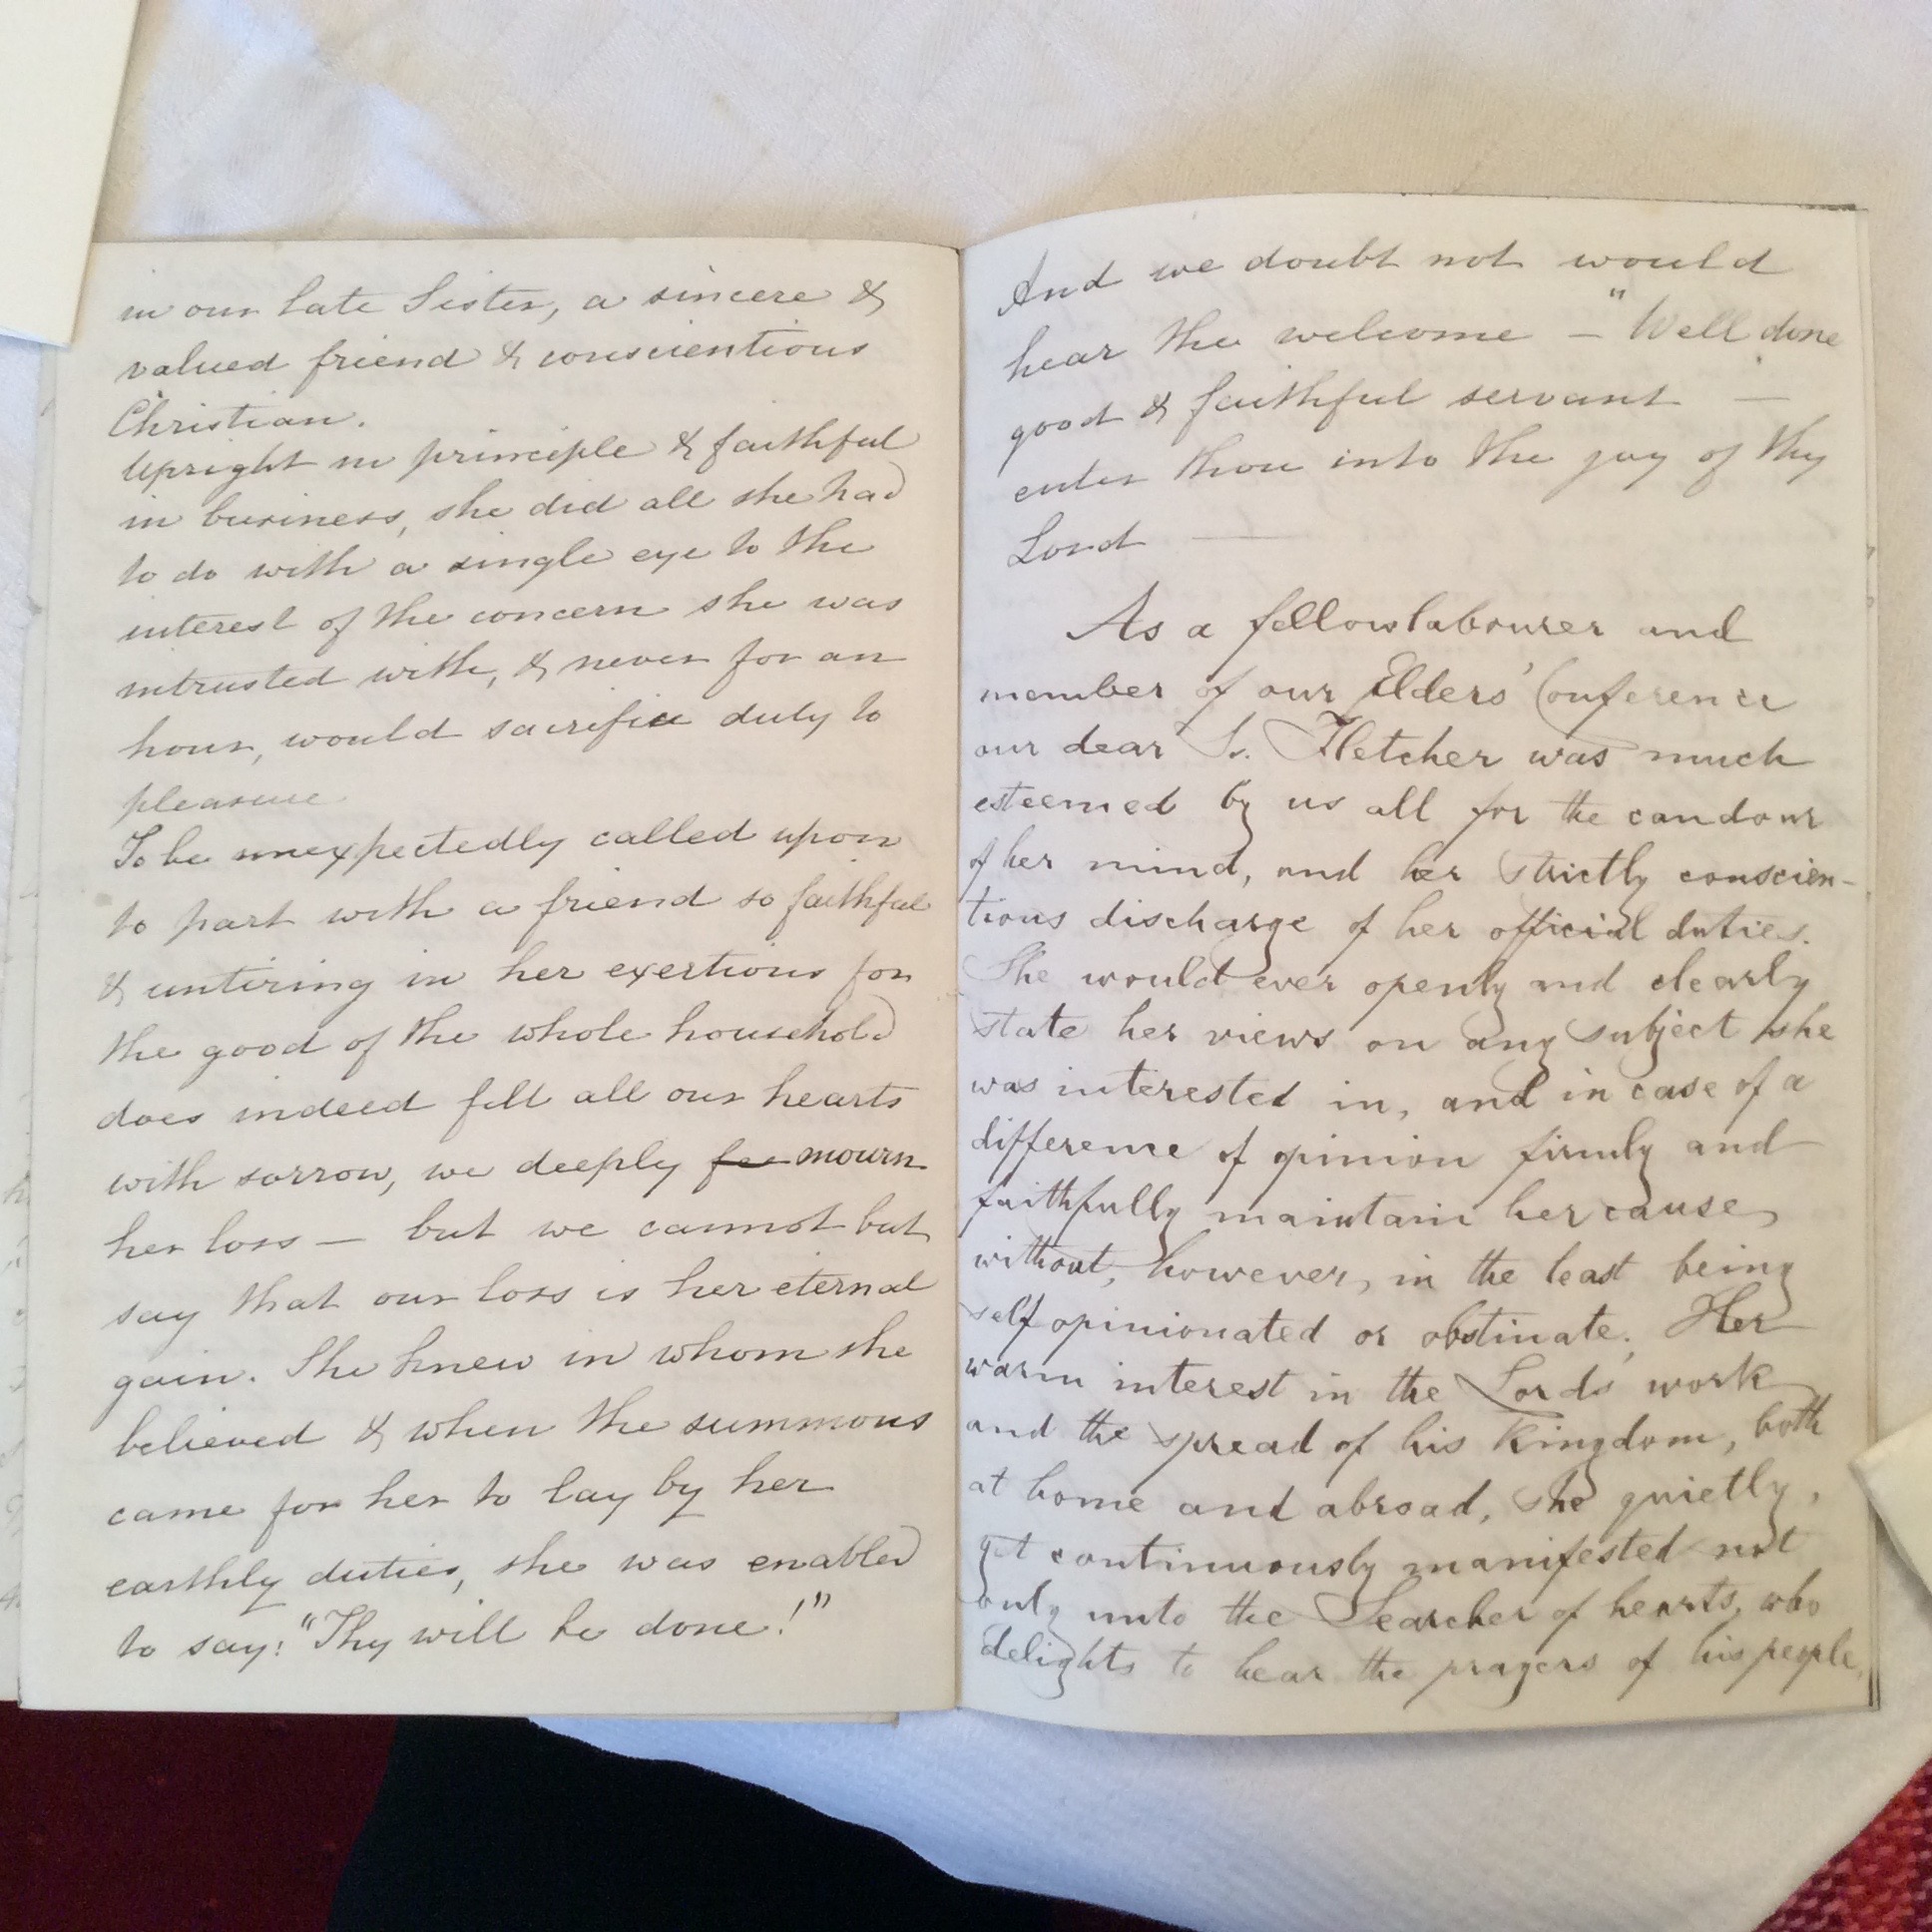 in our late Sister, a sincere &
valued friend & conscientious
Christian.
Upright in principle & faithful
in business, she did all she had
to do with a single eye to the
interest of the concern she was
intrusted with, & never for an
hour, would sacrifice duty to
pleasure
To be unexpectedly called upon
to part with a friend so faithful
& untiring in her exertions for
the good of the whole household
does indeed fill all our hearts
with sorrow, we deeply fee mourn
her loss — but we cannot but
say that our loss is her eternal
gain. She knew in whom she
believed & when the summons
came for her to lay by her
earthly duties, she was enabled
to say: "Thy will be done!"
And we doubt not would
hear the welcome — "Well done
good & faithful servant —
enter thou into the joy of thy
Lord —
As a fellowlabourer and
member of our Elders' Conference
our dear Sr. Fletcher was much
esteemed by us all for the candour
of her mind, and her strictly conscien-
tious discharge of her official duties.
She would ever openly and clearly
state her views on any subject she
was interested in, and in case of a
difference of opinion firmly and
faithfully maintain her cause,
without, however, in the least being
self opinionated or obstinate. Her
warm interest in the Lord's work
and the spread of his Kingdom, both
at home and abroad, she quietly,
yet continuously manifested not
only unto the Searcher of hearts, who
delights to hear the prayers of his people,